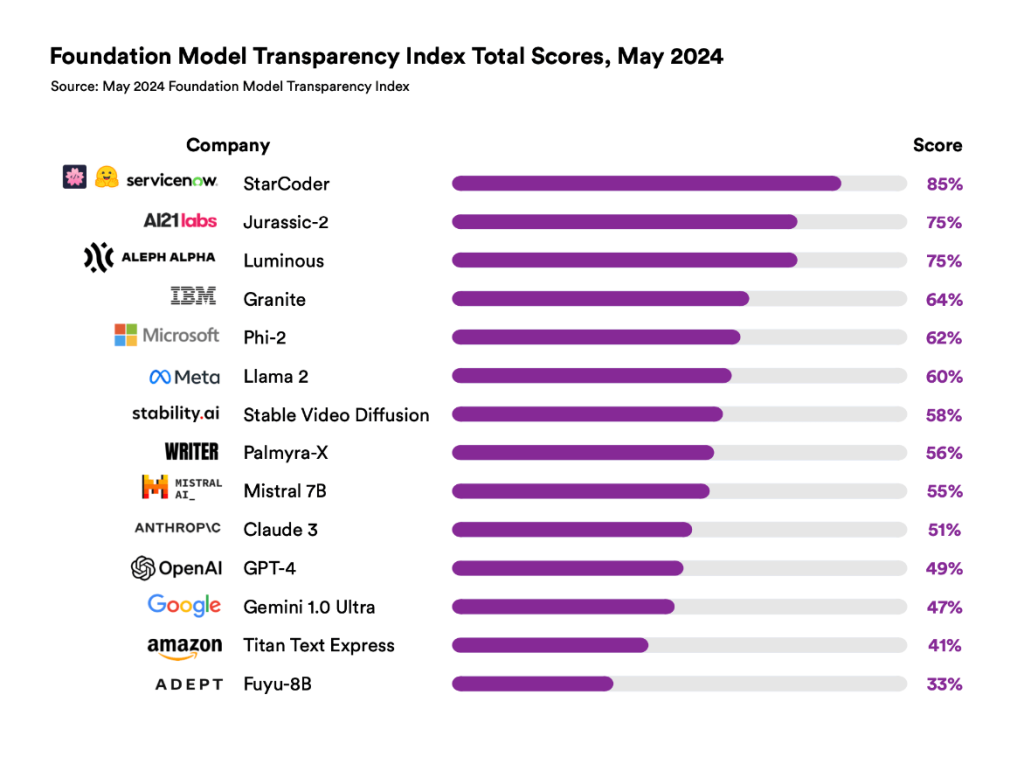 Foundation Model Transparency Index Total Scores, May 2024
Source: May 2024 Foundation Model Transparency Index
Company Score
servicenow. StarCoder 85%
AI21labs Jurassic-2 75%
ALEPH ALPHA Luminous 75%
IBM Granite 64%
Microsoft Phi-2 62%
Meta Llama 2 60%
stability.ai Stable Video Diffusion 58%
WRITER Palmyra-X 56%
MISTRAL
AI_ Mistral 7B 55%
ANTHROP\C Claude 3 51%
OpenAI GPT-4 49%
Google Gemini 1.0 Ultra 47%
amazon Titan Text Express 41%
ADEPT Fuyu-8B 33%